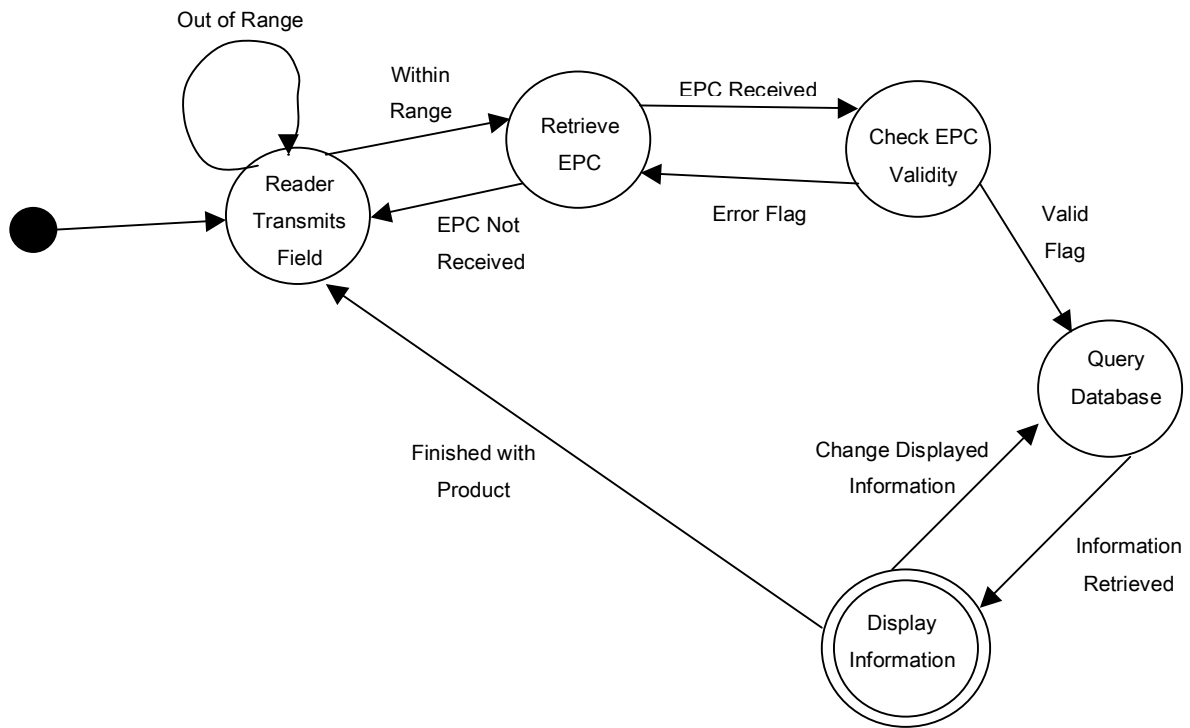 Out of Range
Within
Range
EPC Received
Retrieve
EPC
Check EPC
Validity
Reader
Transmits
Field
EPC Not
Received
Error Flag
Valid
Flag
Query
Database
Finished with
Product
Change Displayed
Information
Information
Retrieved
Display
Information